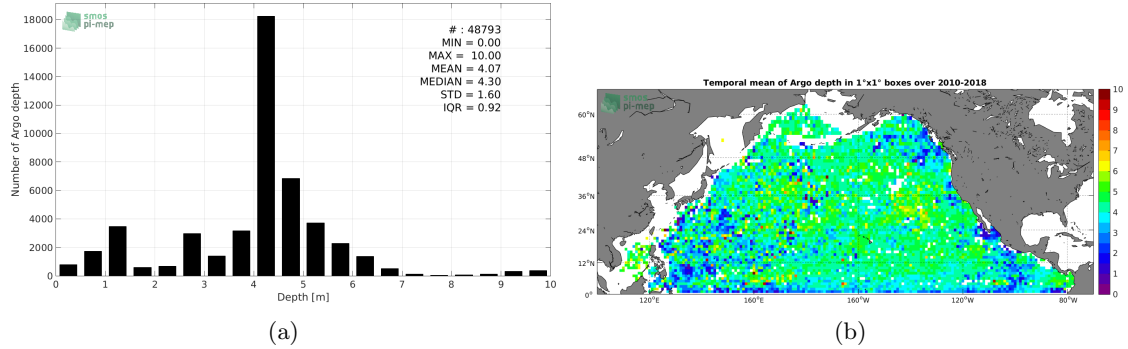 smos
pi-mep
# : 48793
MIN = 0.00
MAX = 10.00
MEAN = 4.07
MEDIAN = 4.30
STD = 1.60
IQR = 0.92
Number of Argo depth
18000
16000
14000
12000
10000
8000
6000
4000
2000
0
0 1 2 3 4 5 6 7 8 9 10
Depth [m]
(a)
Temporal mean of Argo depth in 1°x1° boxes over 2010-2018
smos
pi-mep
60°N
48°N
36°N
24°N
12°N
0°
120°E 160°E 160°W 120°W 80°W
10
9
8
7
6
5
4
3
2
1
0
(b)